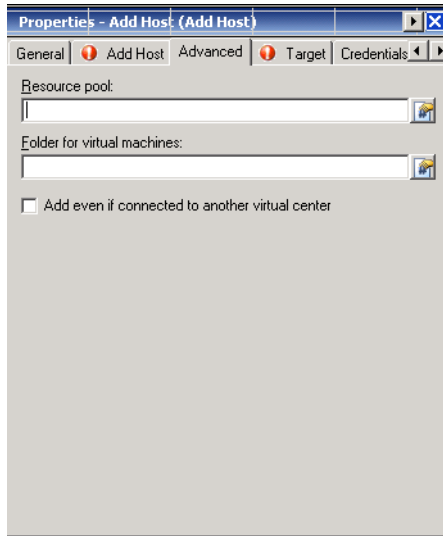 Properties - Add Host (Add Host)
General Add Host Advanced Target Credentials
Resource pool:
Folder for virtual machines:
Add even if connected to another virtual center